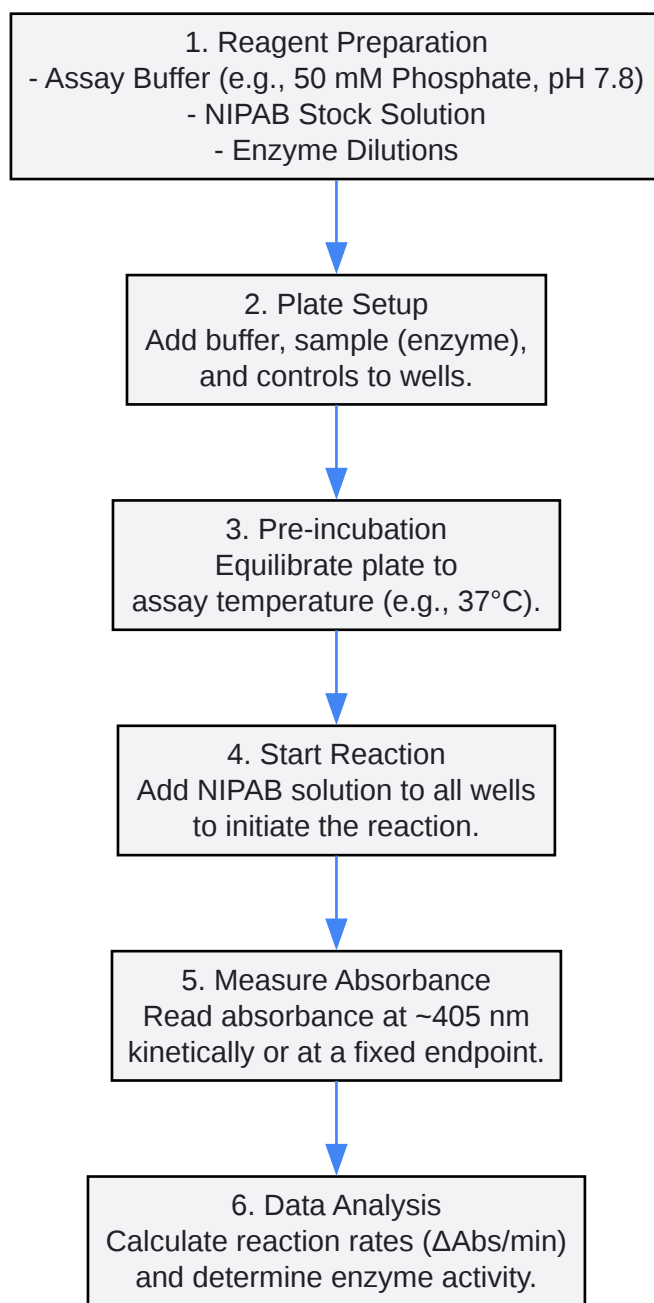 1. Reagent Preparation
- Assay Buffer (e.g., 50 mM Phosphate, pH 7.8)
- NIPAB Stock Solution
- Enzyme Dilutions
2. Plate Setup
Add buffer, sample (enzyme),
and controls to wells.
3. Pre-incubation
Equilibrate plate to
assay temperature (e.g., 37°C).
4. Start Reaction
Add NIPAB solution to all wells
to initiate the reaction.
5. Measure Absorbance
Read absorbance at ~405 nm
kinetically or at a fixed endpoint.
6. Data Analysis
Calculate reaction rates (ΔAbs/min)
and determine enzyme activity.